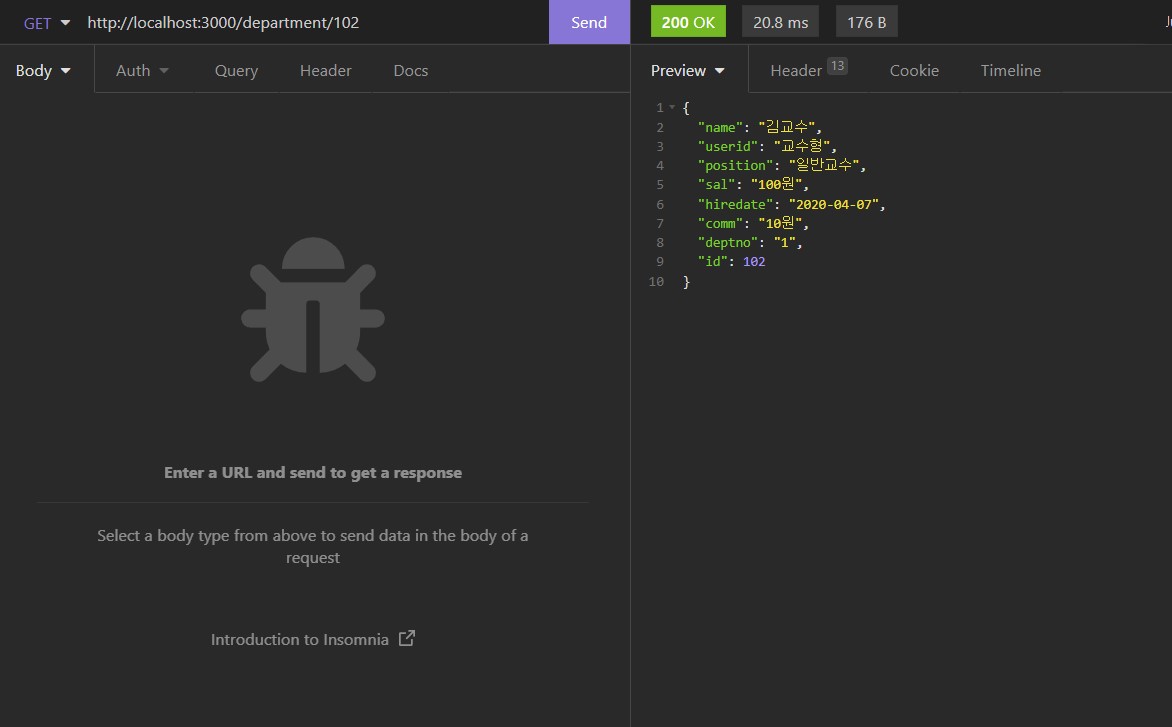 GET http://localhost:3000/department/102 Send
Body Auth Query Header Docs
Enter a URL and send to get a response
Select a body type from above to send data in the body of a
request
Introduction to Insomnia
200 OK 20.8 ms 176 B
Preview Header 13 Cookie Timeline
1 {
2 "name": "김교수",
3 "userid": "교수형",
4 "position": "일반교수",
5 "sal": "100원",
6 "hiredate": "2020-04-07",
7 "comm": "10원",
8 "deptno": "1",
9 "id": 102
10 }